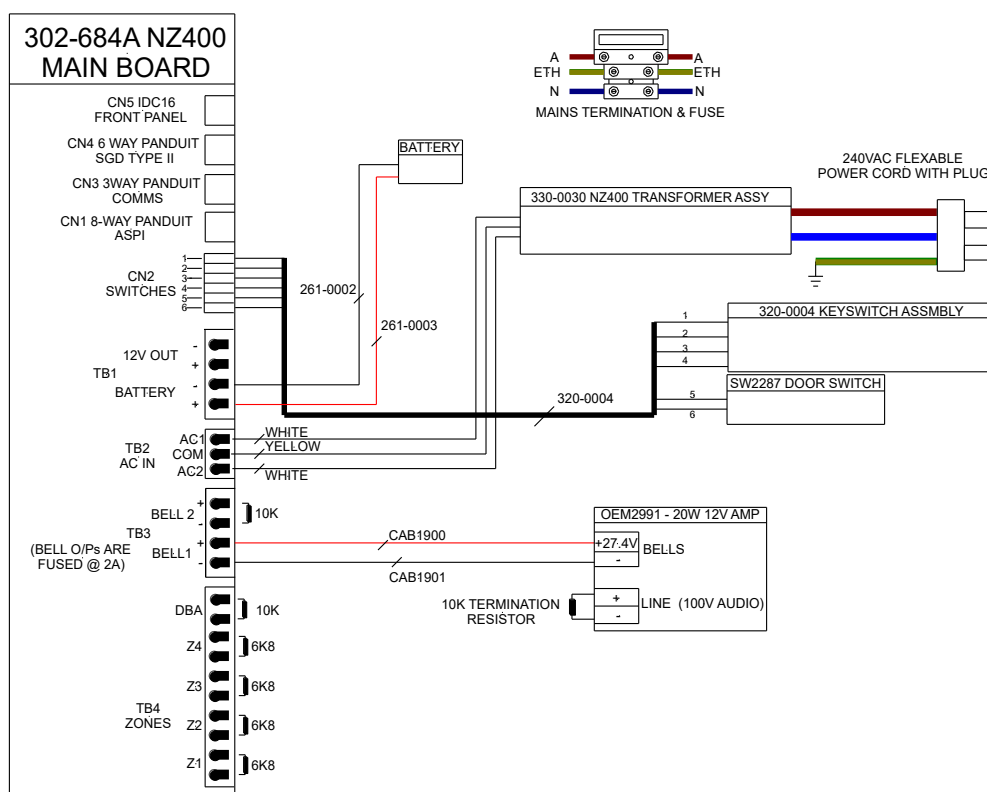 302-684A NZ400
MAIN BOARD
CN5 IDC16
FRONT PANEL
CN4 6 WAY PANDUIT
SGD TYPE II
CN3 3WAY PANDUIT
COMMS
CN1 8-WAY PANDUIT
ASPI
1
2
3
4
5
6
CN2
SWITCHES
-
12V OUT
+
TB1
-
BATTERY
+
AC1
TB2
COM
AC IN
AC2
+
BELL 2
10K
-
TB3
+
(BELL O/Ps ARE
FUSED @ 2A)
BELL1
-
DBA
10K
Z4
6K8
Z3
6K8
TB4
ZONES
Z2
6K8
Z1
6K8
A
A
ETH
ETH
N
N
MAINS TERMINATION & FUSE
BATTERY
261-0002
261-0003
330-0030 NZ400 TRANSFORMER ASSY
240VAC FLEXABLE
POWER CORD WITH PLUG
1
2
3
4
320-0004 KEYSWITCH ASSMBLY
5
6
SW2287 DOOR SWITCH
320-0004
WHITE
YELLOW
WHITE
CAB1900
CAB1901
OEM2991 - 20W 12V AMP
+27.4V
-
BELLS
10K TERMINATION
RESISTOR
+
-
LINE (100V AUDIO)